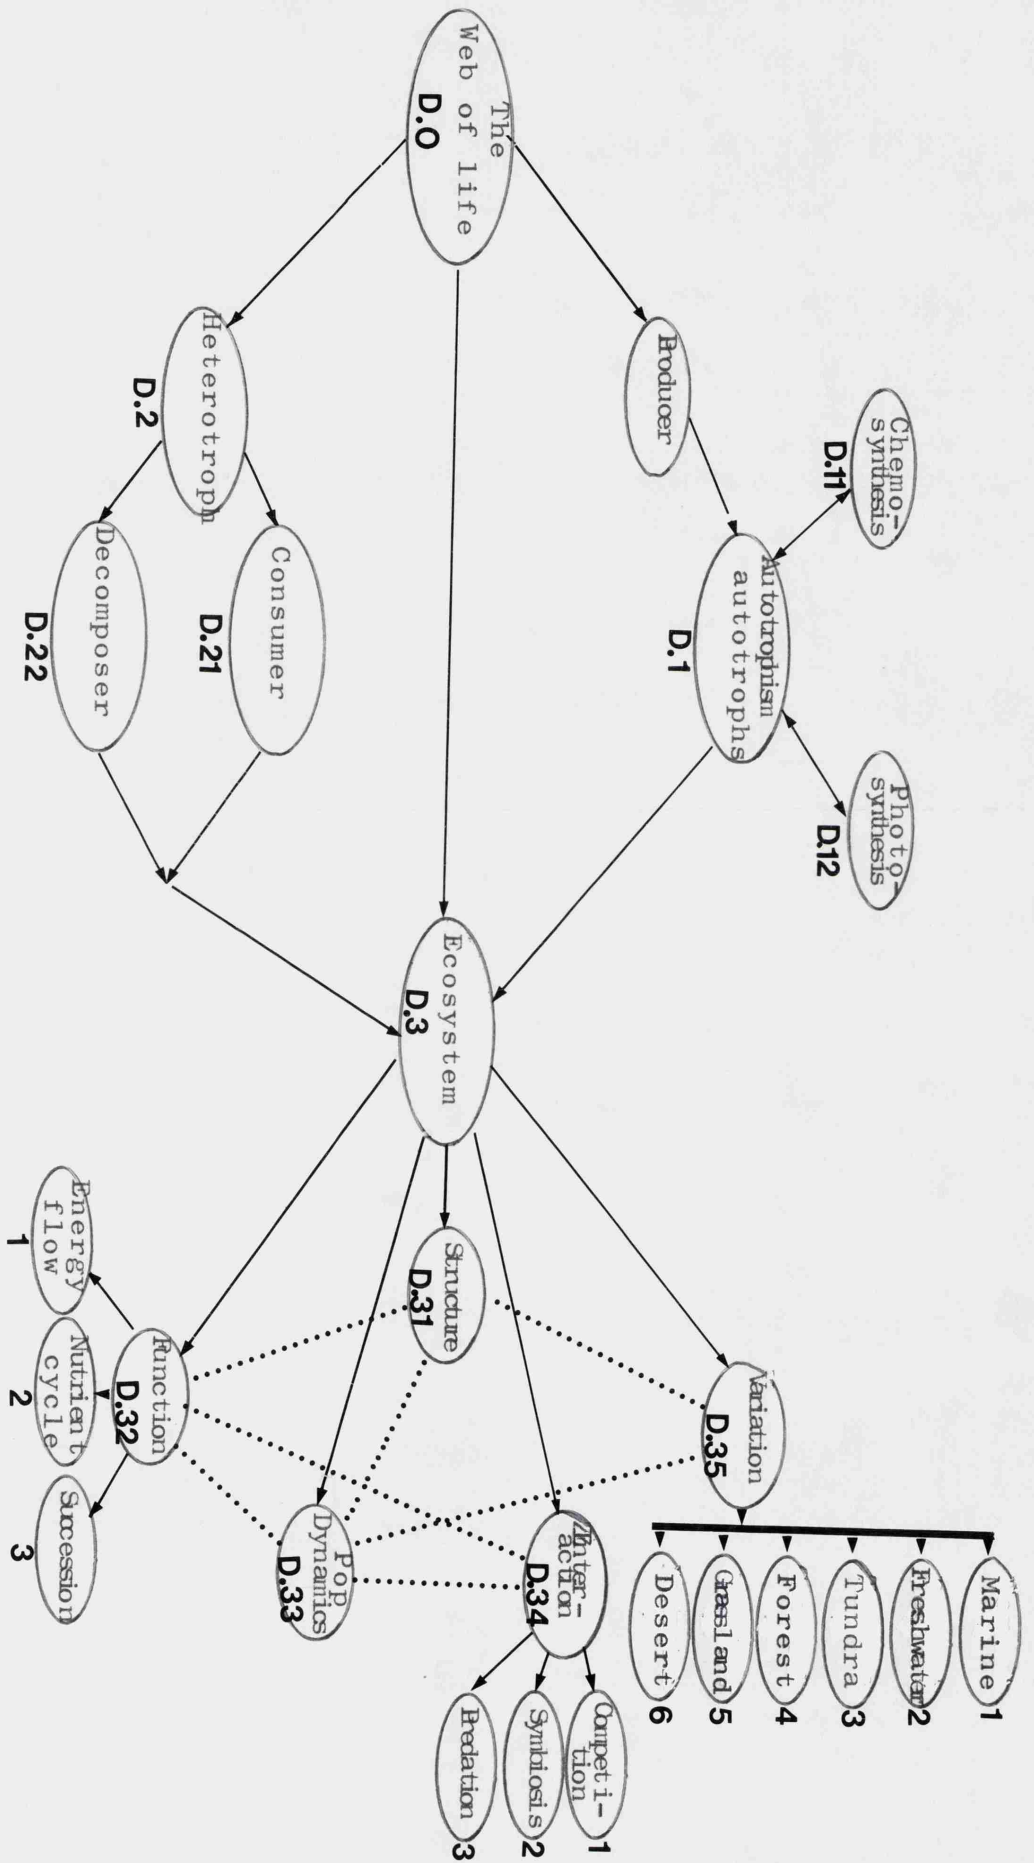 The
Web of life
D.0
Producer
Chemo-
synthesis
D.11
Autotrophism
autotrophs
D.1
Photo-
synthesis
D.12
Heterotroph
D.2
Consumer
D.21
Decomposer
D.22
Ecosystem
D.3
Structure
D.31
Function
D.32
Energy
flow
1
Nutrient
cycle
2
Succession
3
Pop
Dynamics
D.33
Inter-
action
D.34
Competi-
tion
1
Symbiosis
2
Predation
3
Variation
D.35
Marine
1
Freshwater
2
Tundra
3
Forest
4
Grassland
5
Desert
6